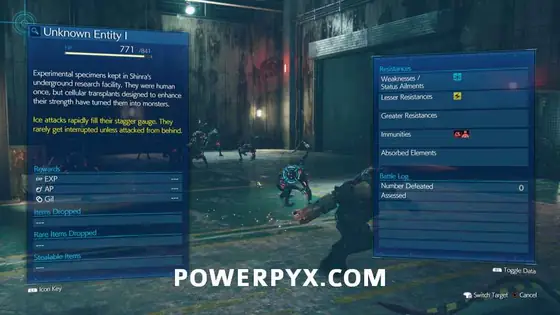 Unknown Entity I
HP 771 /841
Experimental specimens kept in Shinra's
underground research facility. They were human
once, but cellular transplants designed to enhance
their strength have turned them into monsters.
Ice attacks rapidly fill their stagger gauge. They
rarely get interrupted unless attacked from behind.
Rewards
EXP ---
AP ---
Gil ---
Items Dropped
---
Rare Items Dropped
---
Stealable Items
---
Icon Key
Resistances
Weaknesses /
Status Ailments
Lesser Resistances
Greater Resistances
Immunities
Absorbed Elements
Battle Log
Number Defeated 0
Assessed
Toggle Data
Switch Target Cancel
POWERPYX.COM